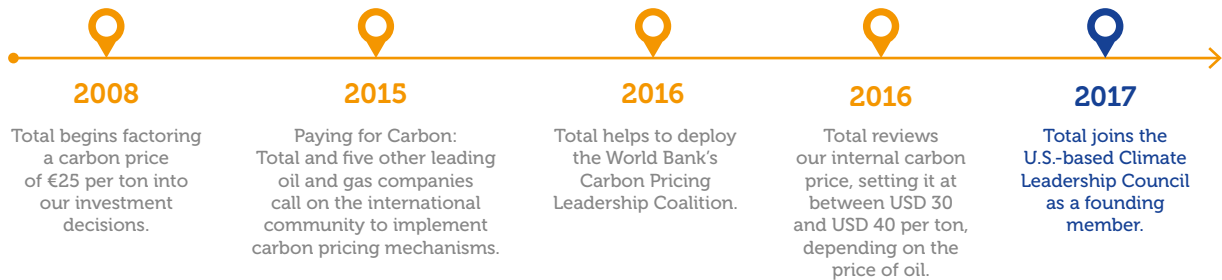 2008
Total begins factoring
a carbon price
of €25 per ton into
our investment
decisions.
2015
Paying for Carbon:
Total and five other leading
oil and gas companies
call on the international
community to implement
carbon pricing mechanisms.
2016
Total helps to deploy
the World Bank’s
Carbon Pricing
Leadership Coalition.
2016
Total reviews
our internal carbon
price, setting it at
between USD 30
and USD 40 per ton,
depending on the
price of oil.
2017
Total joins the
U.S.-based Climate
Leadership Council
as a founding
member.